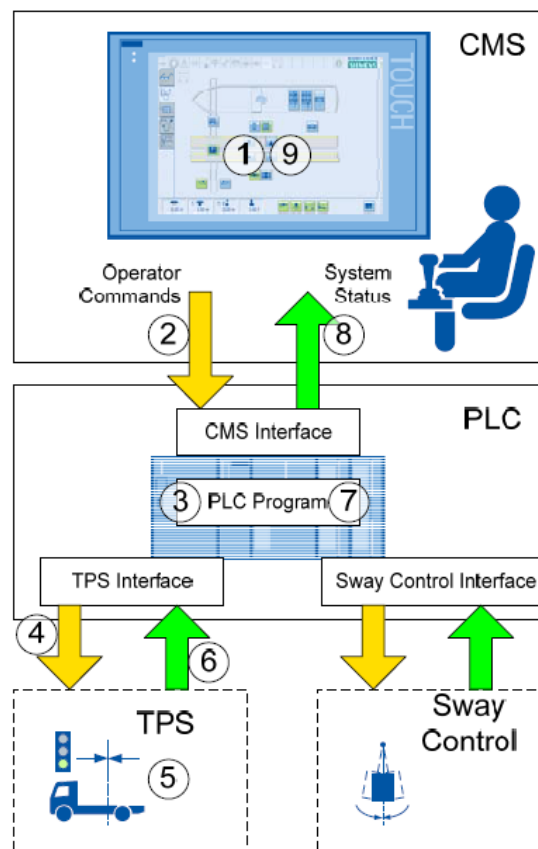 CMS
SIEMENS
TOUCH
1 9
Operator
Commands
System
Status
2
8
PLC
CMS Interface
3 PLC Program 7
TPS Interface
Sway Control Interface
4
6
TPS
Sway
Control
5